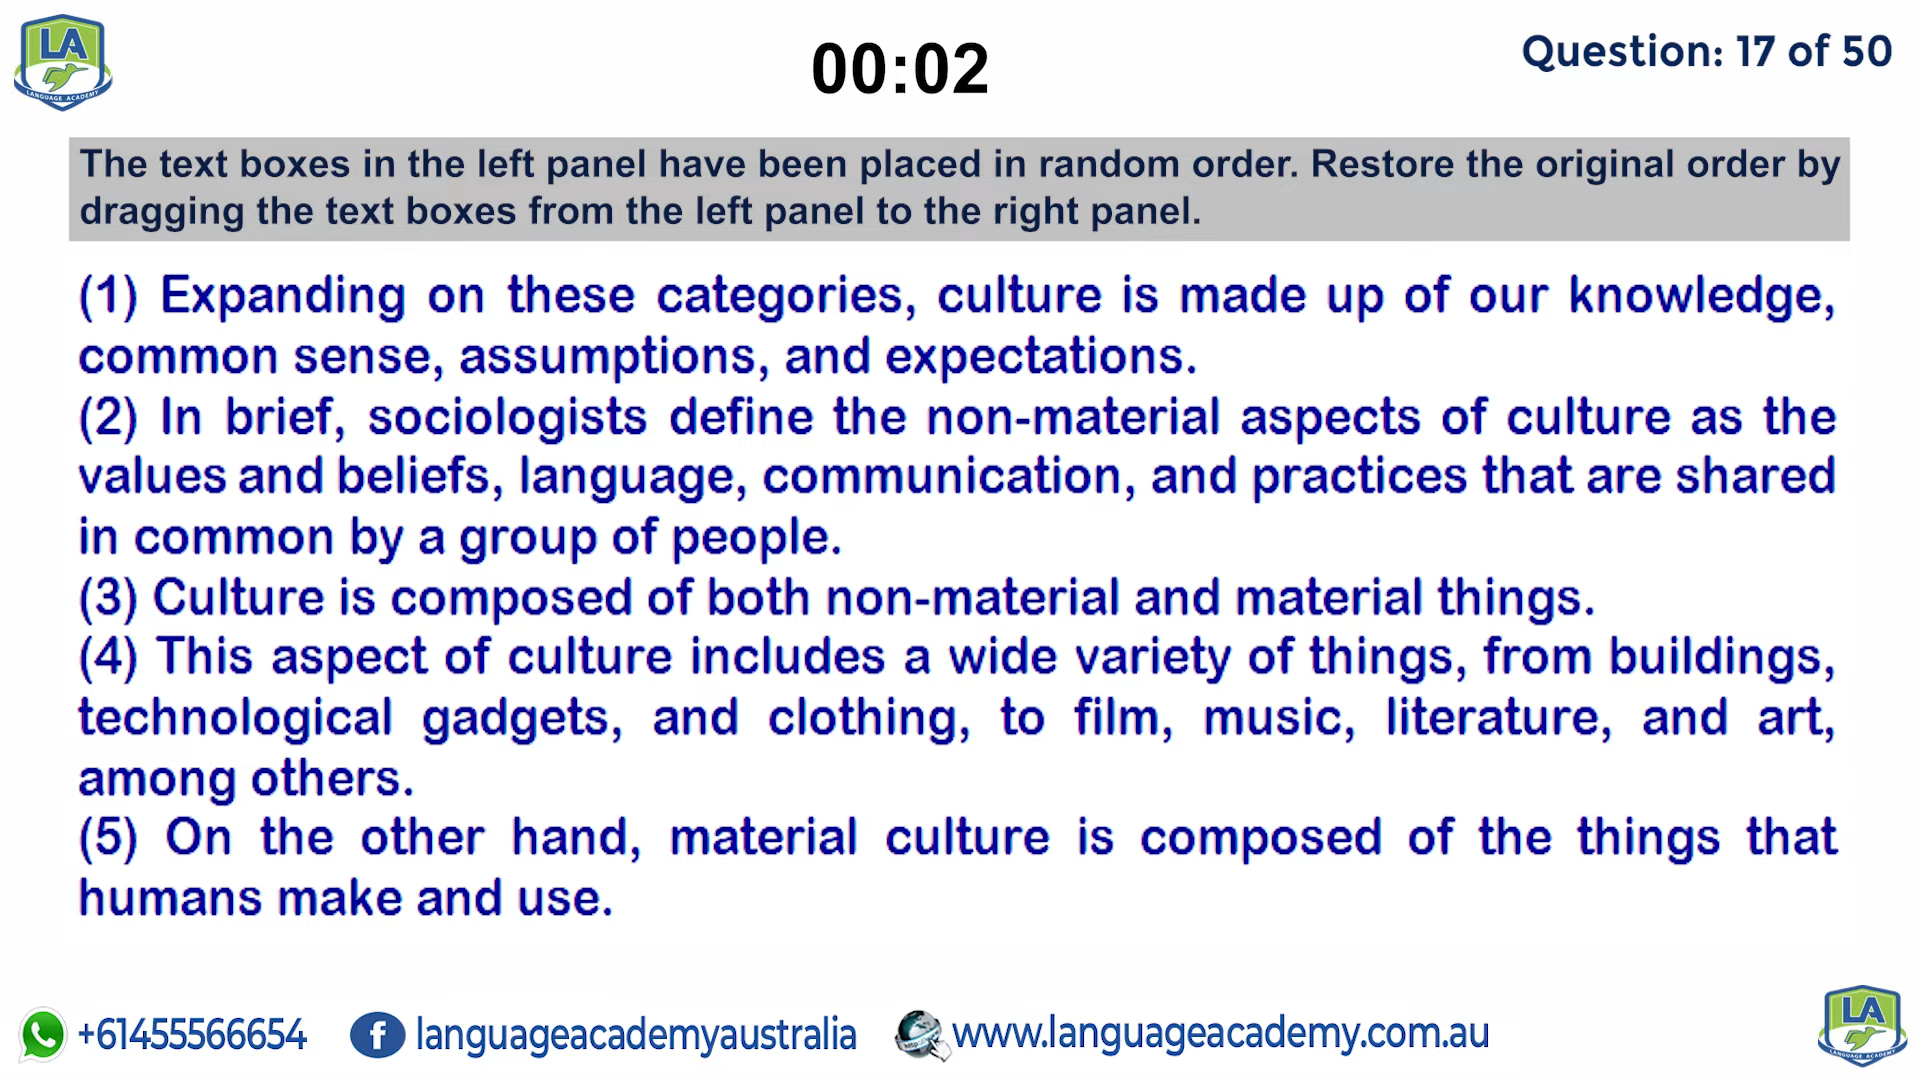 LA
LANGUAGE ACADEMY
00:02
Question: 17 of 50
The text boxes in the left panel have been placed in random order. Restore the original order by
dragging the text boxes from the left panel to the right panel.
(1) Expanding on these categories, culture is made up of our knowledge,
common sense, assumptions, and expectations.
(2) In brief, sociologists define the non-material aspects of culture as the
values and beliefs, language, communication, and practices that are shared
in common by a group of people.
(3) Culture is composed of both non-material and material things.
(4) This aspect of culture includes a wide variety of things, from buildings,
technological gadgets, and clothing, to film, music, literature, and art,
among others.
(5) On the other hand, material culture is composed of the things that
humans make and use.
+61455566654
f languageacademyaustralia
www.languageacademy.com.au
LA
LANGUAGE ACADEMY